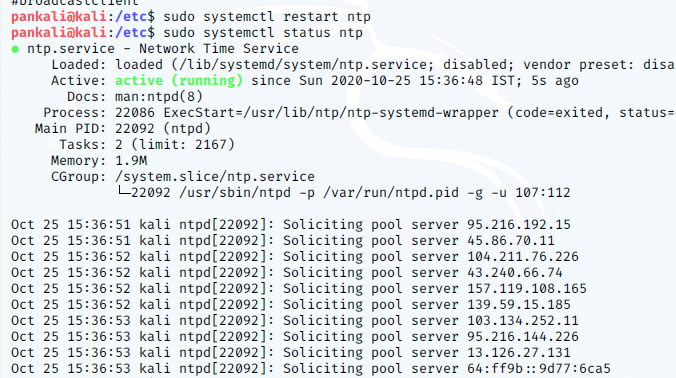 #broadcastclient
pankali@kali:/etc$ sudo systemctl restart ntp
pankali@kali:/etc$ sudo systemctl status ntp
● ntp.service - Network Time Service
     Loaded: loaded (/lib/systemd/system/ntp.service; disabled; vendor preset: disa
     Active: active (running) since Sun 2020-10-25 15:36:48 IST; 5s ago
       Docs: man:ntpd(8)
    Process: 22086 ExecStart=/usr/lib/ntp/ntp-systemd-wrapper (code=exited, status=
   Main PID: 22092 (ntpd)
      Tasks: 2 (limit: 2167)
     Memory: 1.9M
     CGroup: /system.slice/ntp.service
             └─22092 /usr/sbin/ntpd -p /var/run/ntpd.pid -g -u 107:112
Oct 25 15:36:51 kali ntpd[22092]: Soliciting pool server 95.216.192.15
Oct 25 15:36:51 kali ntpd[22092]: Soliciting pool server 45.86.70.11
Oct 25 15:36:52 kali ntpd[22092]: Soliciting pool server 104.211.76.226
Oct 25 15:36:52 kali ntpd[22092]: Soliciting pool server 43.240.66.74
Oct 25 15:36:52 kali ntpd[22092]: Soliciting pool server 157.119.108.165
Oct 25 15:36:52 kali ntpd[22092]: Soliciting pool server 139.59.15.185
Oct 25 15:36:53 kali ntpd[22092]: Soliciting pool server 103.134.252.11
Oct 25 15:36:53 kali ntpd[22092]: Soliciting pool server 95.216.144.226
Oct 25 15:36:53 kali ntpd[22092]: Soliciting pool server 13.126.27.131
Oct 25 15:36:53 kali ntpd[22092]: Soliciting pool server 64:ff9b::9d77:6ca5